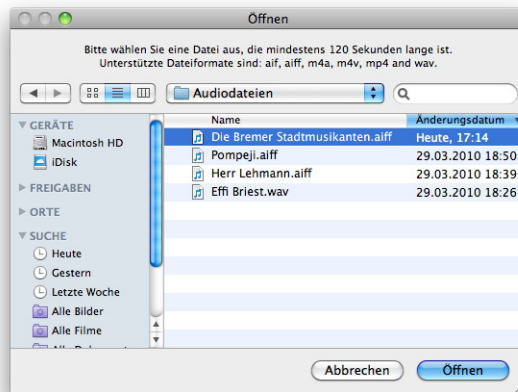 Öffnen
Bitte wählen Sie eine Datei aus, die mindestens 120 Sekunden lange ist.
Unterstützte Dateiformate sind: aif, aiff, m4a, m4v, mp4 and wav.
Audiodateien
Name Änderungsdatum
GERÄTE
Macintosh HD
iDisk
FREIGABEN
ORTE
SUCHE
Heute
Gestern
Letzte Woche
Alle Bilder
Alle Filme
Die Bremer Stadtmusikanten.aiff Heute, 17:14
Pompeji.aiff 29.03.2010 18:50
Herr Lehmann.aiff 29.03.2010 18:39
Effi Briest.wav 29.03.2010 18:26
Abbrechen Öffnen